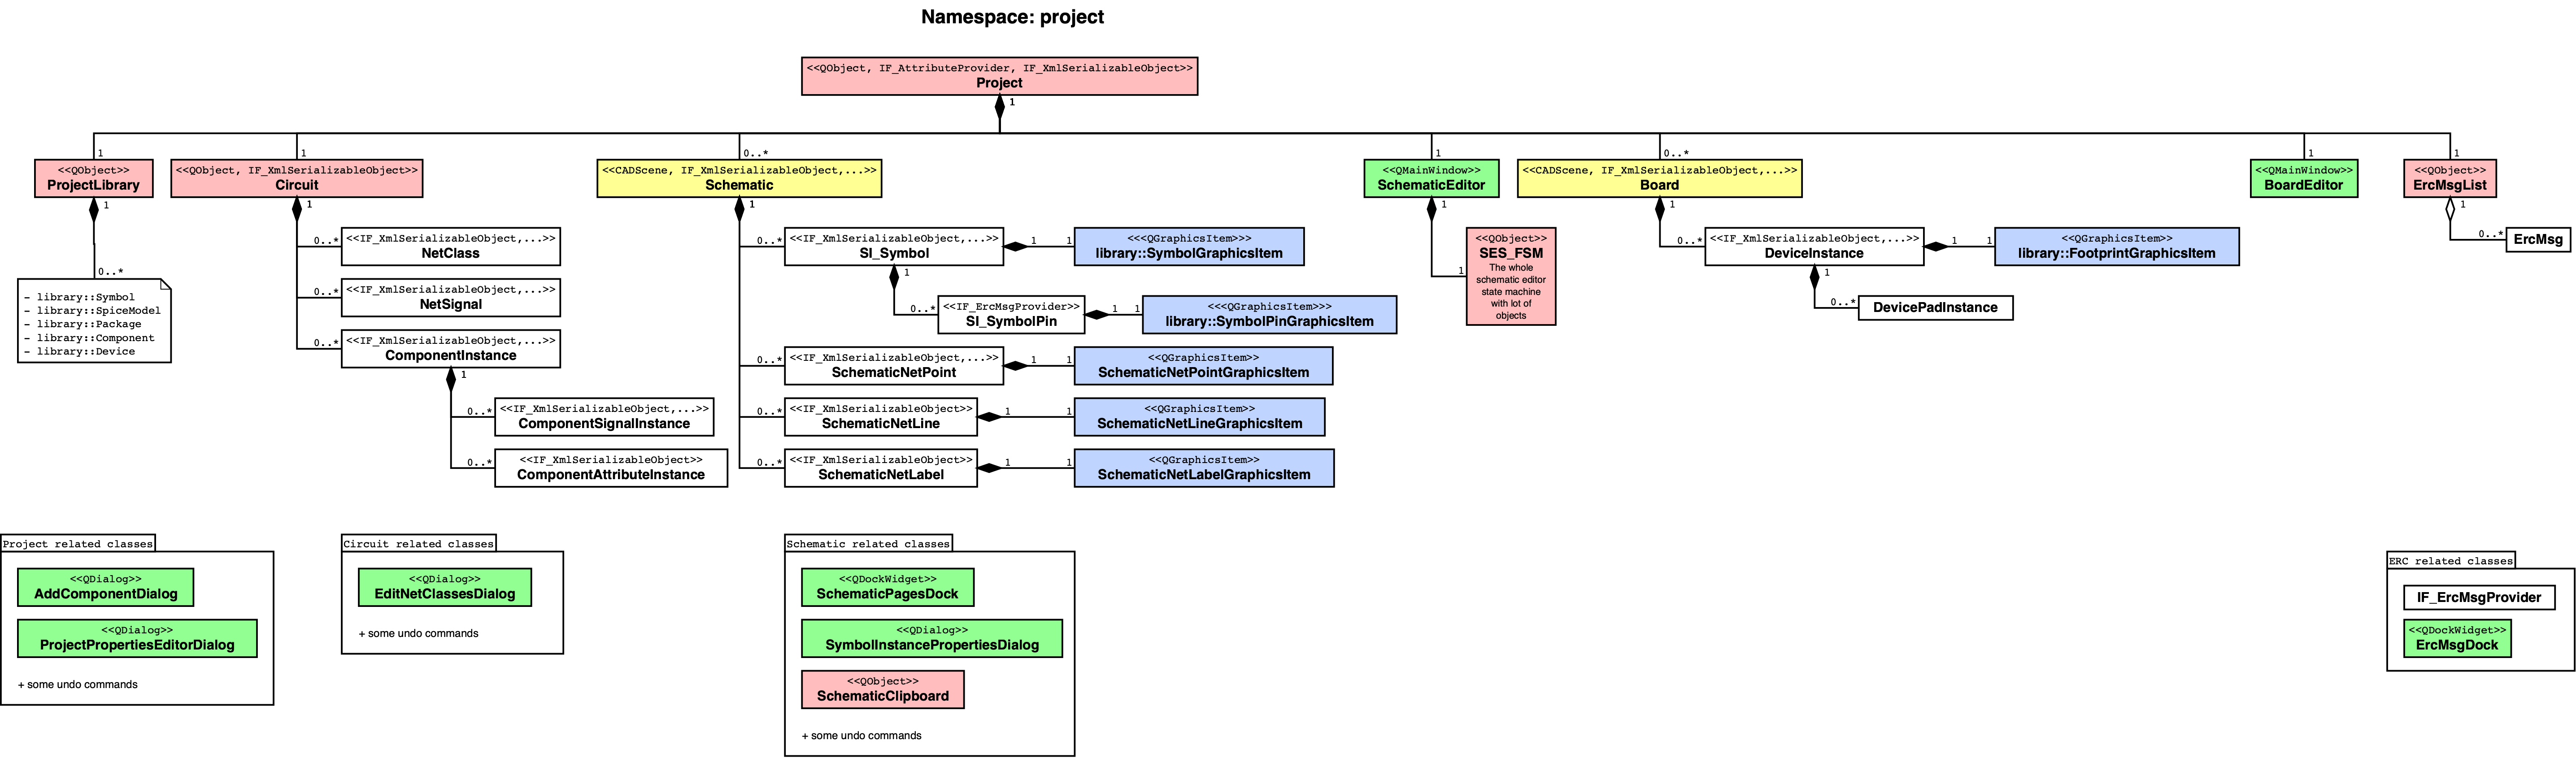 Namespace: project
<<QObject, IF_AttributeProvider, IF_XmlSerializableObject>>
Project
1
1
<<QObject>>
ProjectLibrary
1
0..*
- library::Symbol
- library::SpiceModel
- library::Package
- library::Component
- library::Device
1
<<QObject, IF_XmlSerializableObject>>
Circuit
1
0..*
<<IF_XmlSerializableObject,...>>
NetClass
0..*
<<IF_XmlSerializableObject,...>>
NetSignal
0..*
<<IF_XmlSerializableObject,...>>
ComponentInstance
1
0..*
<<IF_XmlSerializableObject,...>>
ComponentSignalInstance
0..*
<<IF_XmlSerializableObject>>
ComponentAttributeInstance
0..*
<<CADScene, IF_XmlSerializableObject,...>>
Schematic
1
0..*
<<IF_XmlSerializableObject,...>>
SI_Symbol
1
1
<<<QGraphicsItem>>>
library::SymbolGraphicsItem
1
0..*
<<IF_ErcMsgProvider>>
SI_SymbolPin
1
1
<<<QGraphicsItem>>>
library::SymbolPinGraphicsItem
0..*
<<IF_XmlSerializableObject,...>>
SchematicNetPoint
1
1
<<QGraphicsItem>>
SchematicNetPointGraphicsItem
0..*
<<IF_XmlSerializableObject>>
SchematicNetLine
1
1
<<QGraphicsItem>>
SchematicNetLineGraphicsItem
0..*
<<IF_XmlSerializableObject>>
SchematicNetLabel
1
1
<<QGraphicsItem>>
SchematicNetLabelGraphicsItem
1
<<QMainWindow>>
SchematicEditor
1
1
<<QObject>>
SES_FSM
The whole
schematic editor
state machine
with lot of
objects
0..*
<<CADScene, IF_XmlSerializableObject,...>>
Board
1
0..*
<<IF_XmlSerializableObject,...>>
DeviceInstance
1
1
<<QGraphicsItem>>
library::FootprintGraphicsItem
1
0..*
DevicePadInstance
1
<<QMainWindow>>
BoardEditor
1
<<QObject>>
ErcMsgList
1
0..*
ErcMsg
Project related classes
<<QDialog>>
AddComponentDialog
<<QDialog>>
ProjectPropertiesEditorDialog
+ some undo commands
Circuit related classes
<<QDialog>>
EditNetClassesDialog
+ some undo commands
Schematic related classes
<<QDockWidget>>
SchematicPagesDock
<<QDialog>>
SymbolInstancePropertiesDialog
<<QObject>>
SchematicClipboard
+ some undo commands
ERC related classes
IF_ErcMsgProvider
<<QDockWidget>>
ErcMsgDock